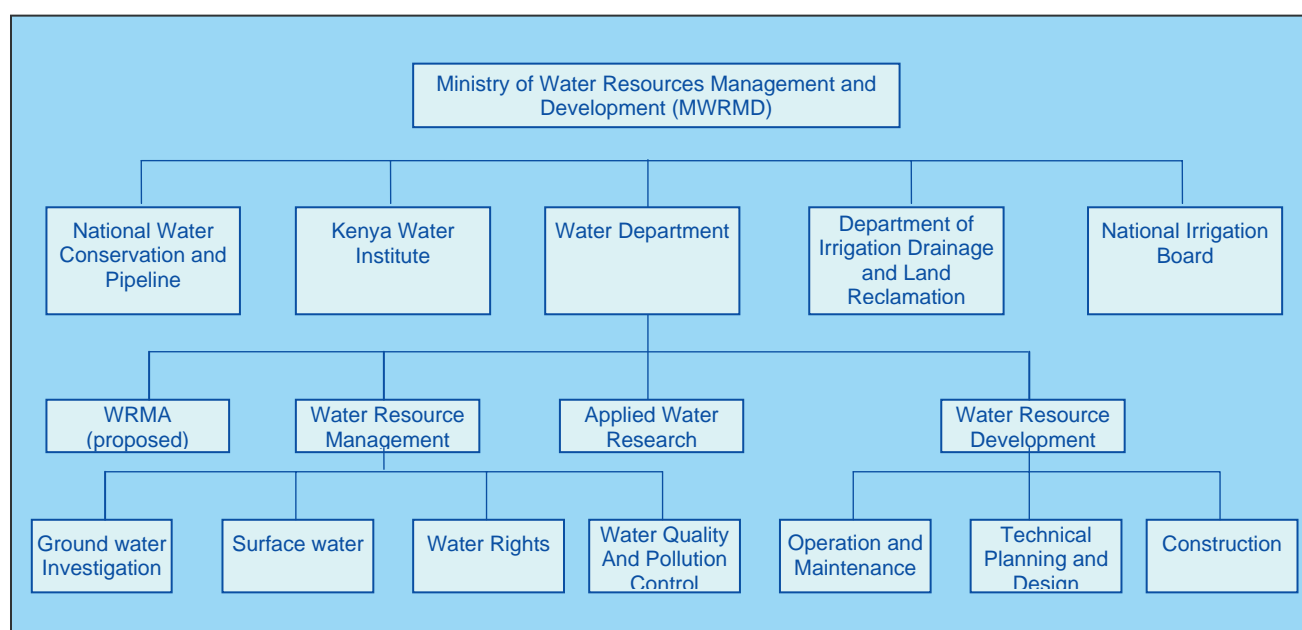 Ministry of Water Resources Management and
Development (MWRMD)
National Water
Conservation and
Pipeline
Kenya Water
Institute
Water Department
Department of
Irrigation Drainage
and Land
Reclamation
National Irrigation
Board
WRMA
(proposed)
Water Resource
Management
Applied Water
Research
Water Resource
Development
Ground water
Investigation
Surface water
Water Rights
Water Quality
And Pollution
Control
Operation and
Maintenance
Technical
Planning and
Design
Construction